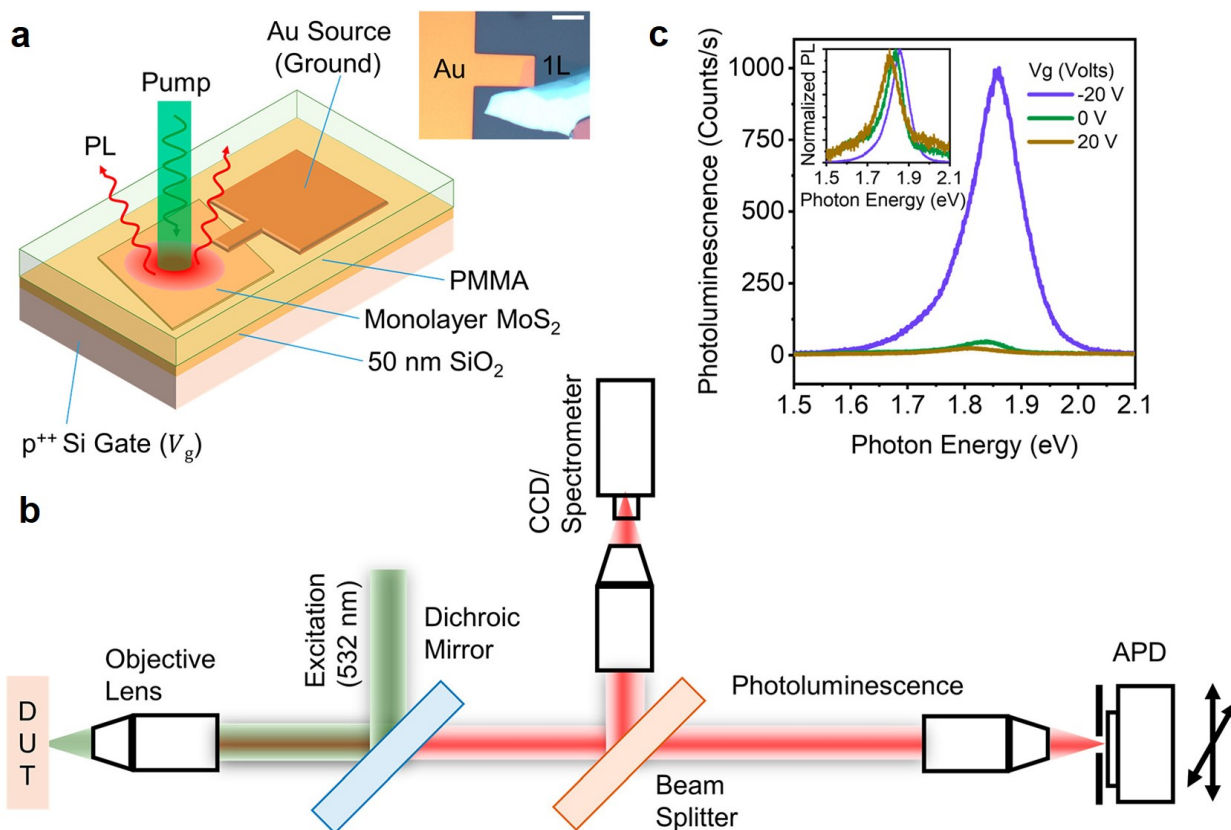 a
Au Source
(Ground)
Pump
PL
Au
1L
PMMA
Monolayer MoS₂
50 nm SiO₂
p⁺⁺ Si Gate (V_g)
c
Photoluminescnence (Counts/s)
1000
750
500
250
0
1.5
1.6
1.7
1.8
1.9
2.0
2.1
Photon Energy (eV)
Normalized PL
1.5
1.7
1.9
2.1
Photon Energy (eV)
Vg (Volts)
-20 V
0 V
20 V
b
CCD/
Spectrometer
Excitation
(532 nm)
Dichroic
Mirror
Objective
Lens
Photoluminescence
APD
D
U
T
Beam
Splitter